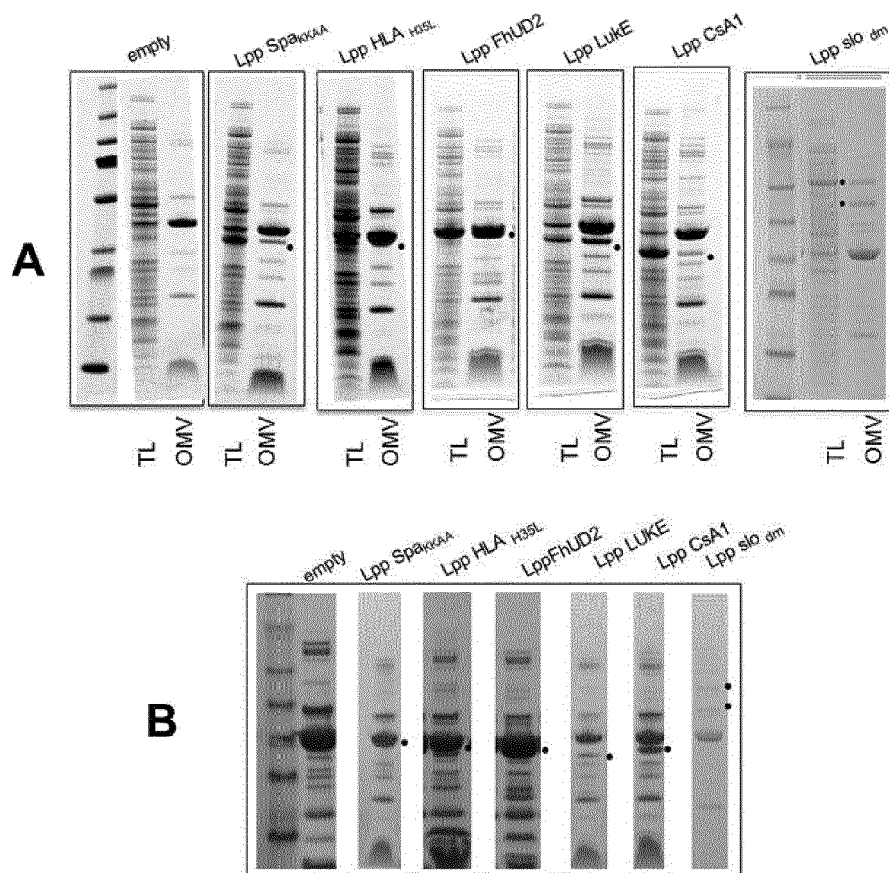 empty
Lpp SpaKKAA
Lpp HLA H35L
Lpp FhUD2
Lpp LukE
Lpp CsA1
Lpp slo dm
A
TL OMV TL OMV TL OMV TL OMV TL OMV TL OMV TL OMV
empty
Lpp SpaKKAA
Lpp HLA H35L
LppFhUD2
Lpp LUKE
Lpp CsA1
Lpp slo dm
B